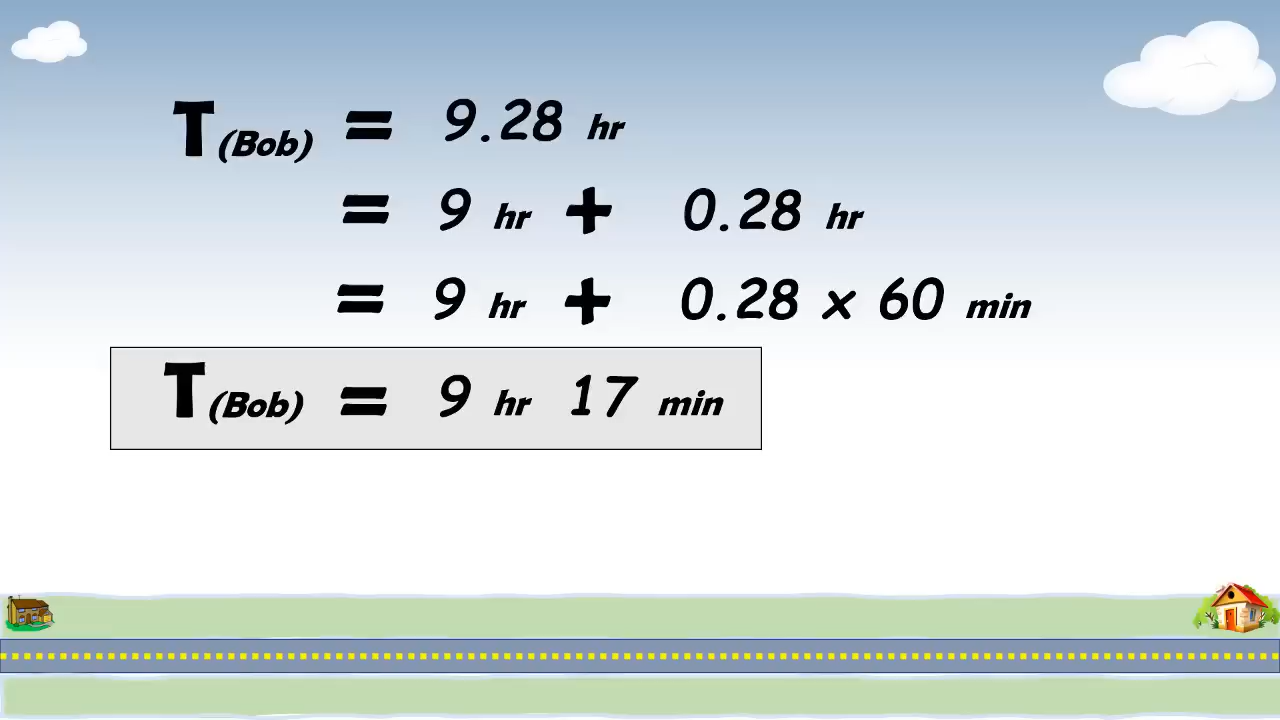 T(Bob) = 9.28 hr
= 9 hr + 0.28 hr
= 9 hr + 0.28 x 60 min
T(Bob) = 9 hr 17 min